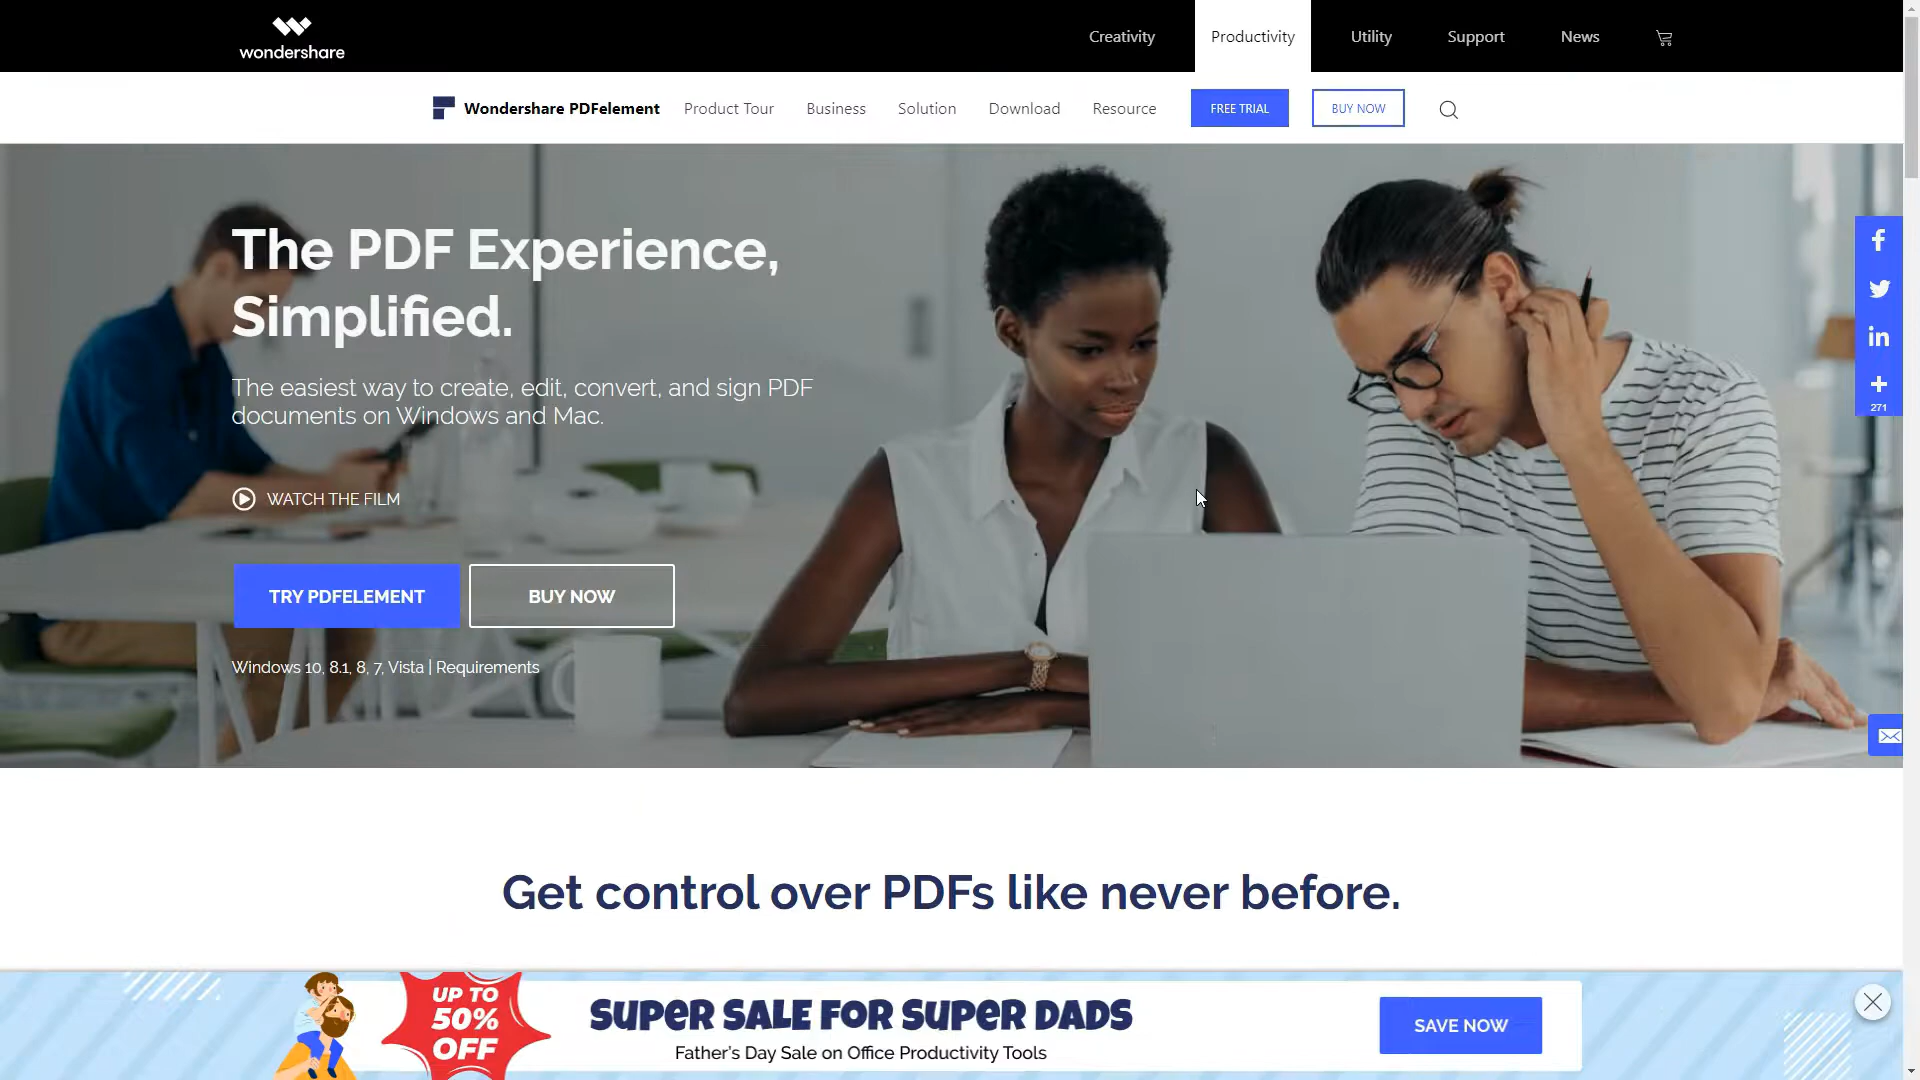 wondershare
Creativity
Productivity
Utility
Support
News
Wondershare PDFelement
Product Tour
Business
Solution
Download
Resource
FREE TRIAL
BUY NOW
The PDF Experience,
Simplified.
The easiest way to create, edit, convert, and sign PDF
documents on Windows and Mac.
WATCH THE FILM
TRY PDFELEMENT
BUY NOW
Windows 10, 8.1, 8, 7, Vista | Requirements
271
Get control over PDFs like never before.
UP TO
50%
OFF
SUPER SALE FOR SUPER DADS
Father's Day Sale on Office Productivity Tools
SAVE NOW